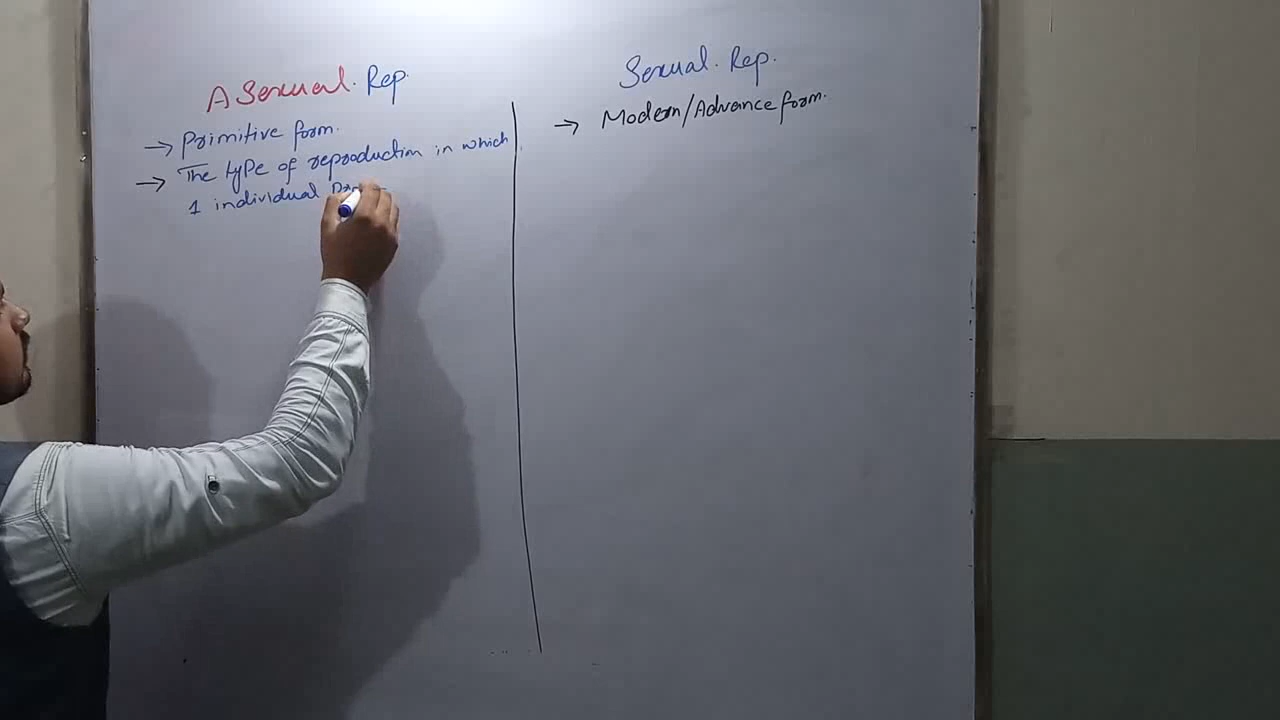 A Sexual. Rep.
→ Primitive form.
→ The type of reproduction in which
1 individual
Sexual. Rep.
→ Modern/Advance form.